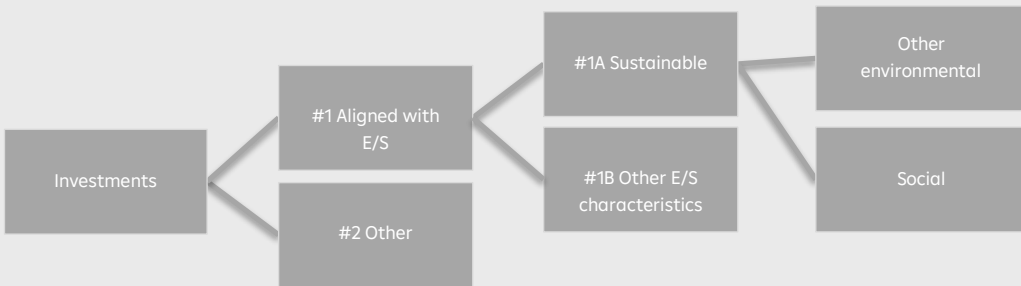 Investments
#1 Aligned with
E/S
#2 Other
#1A Sustainable
#1B Other E/S
characteristics
Other
environmental
Social